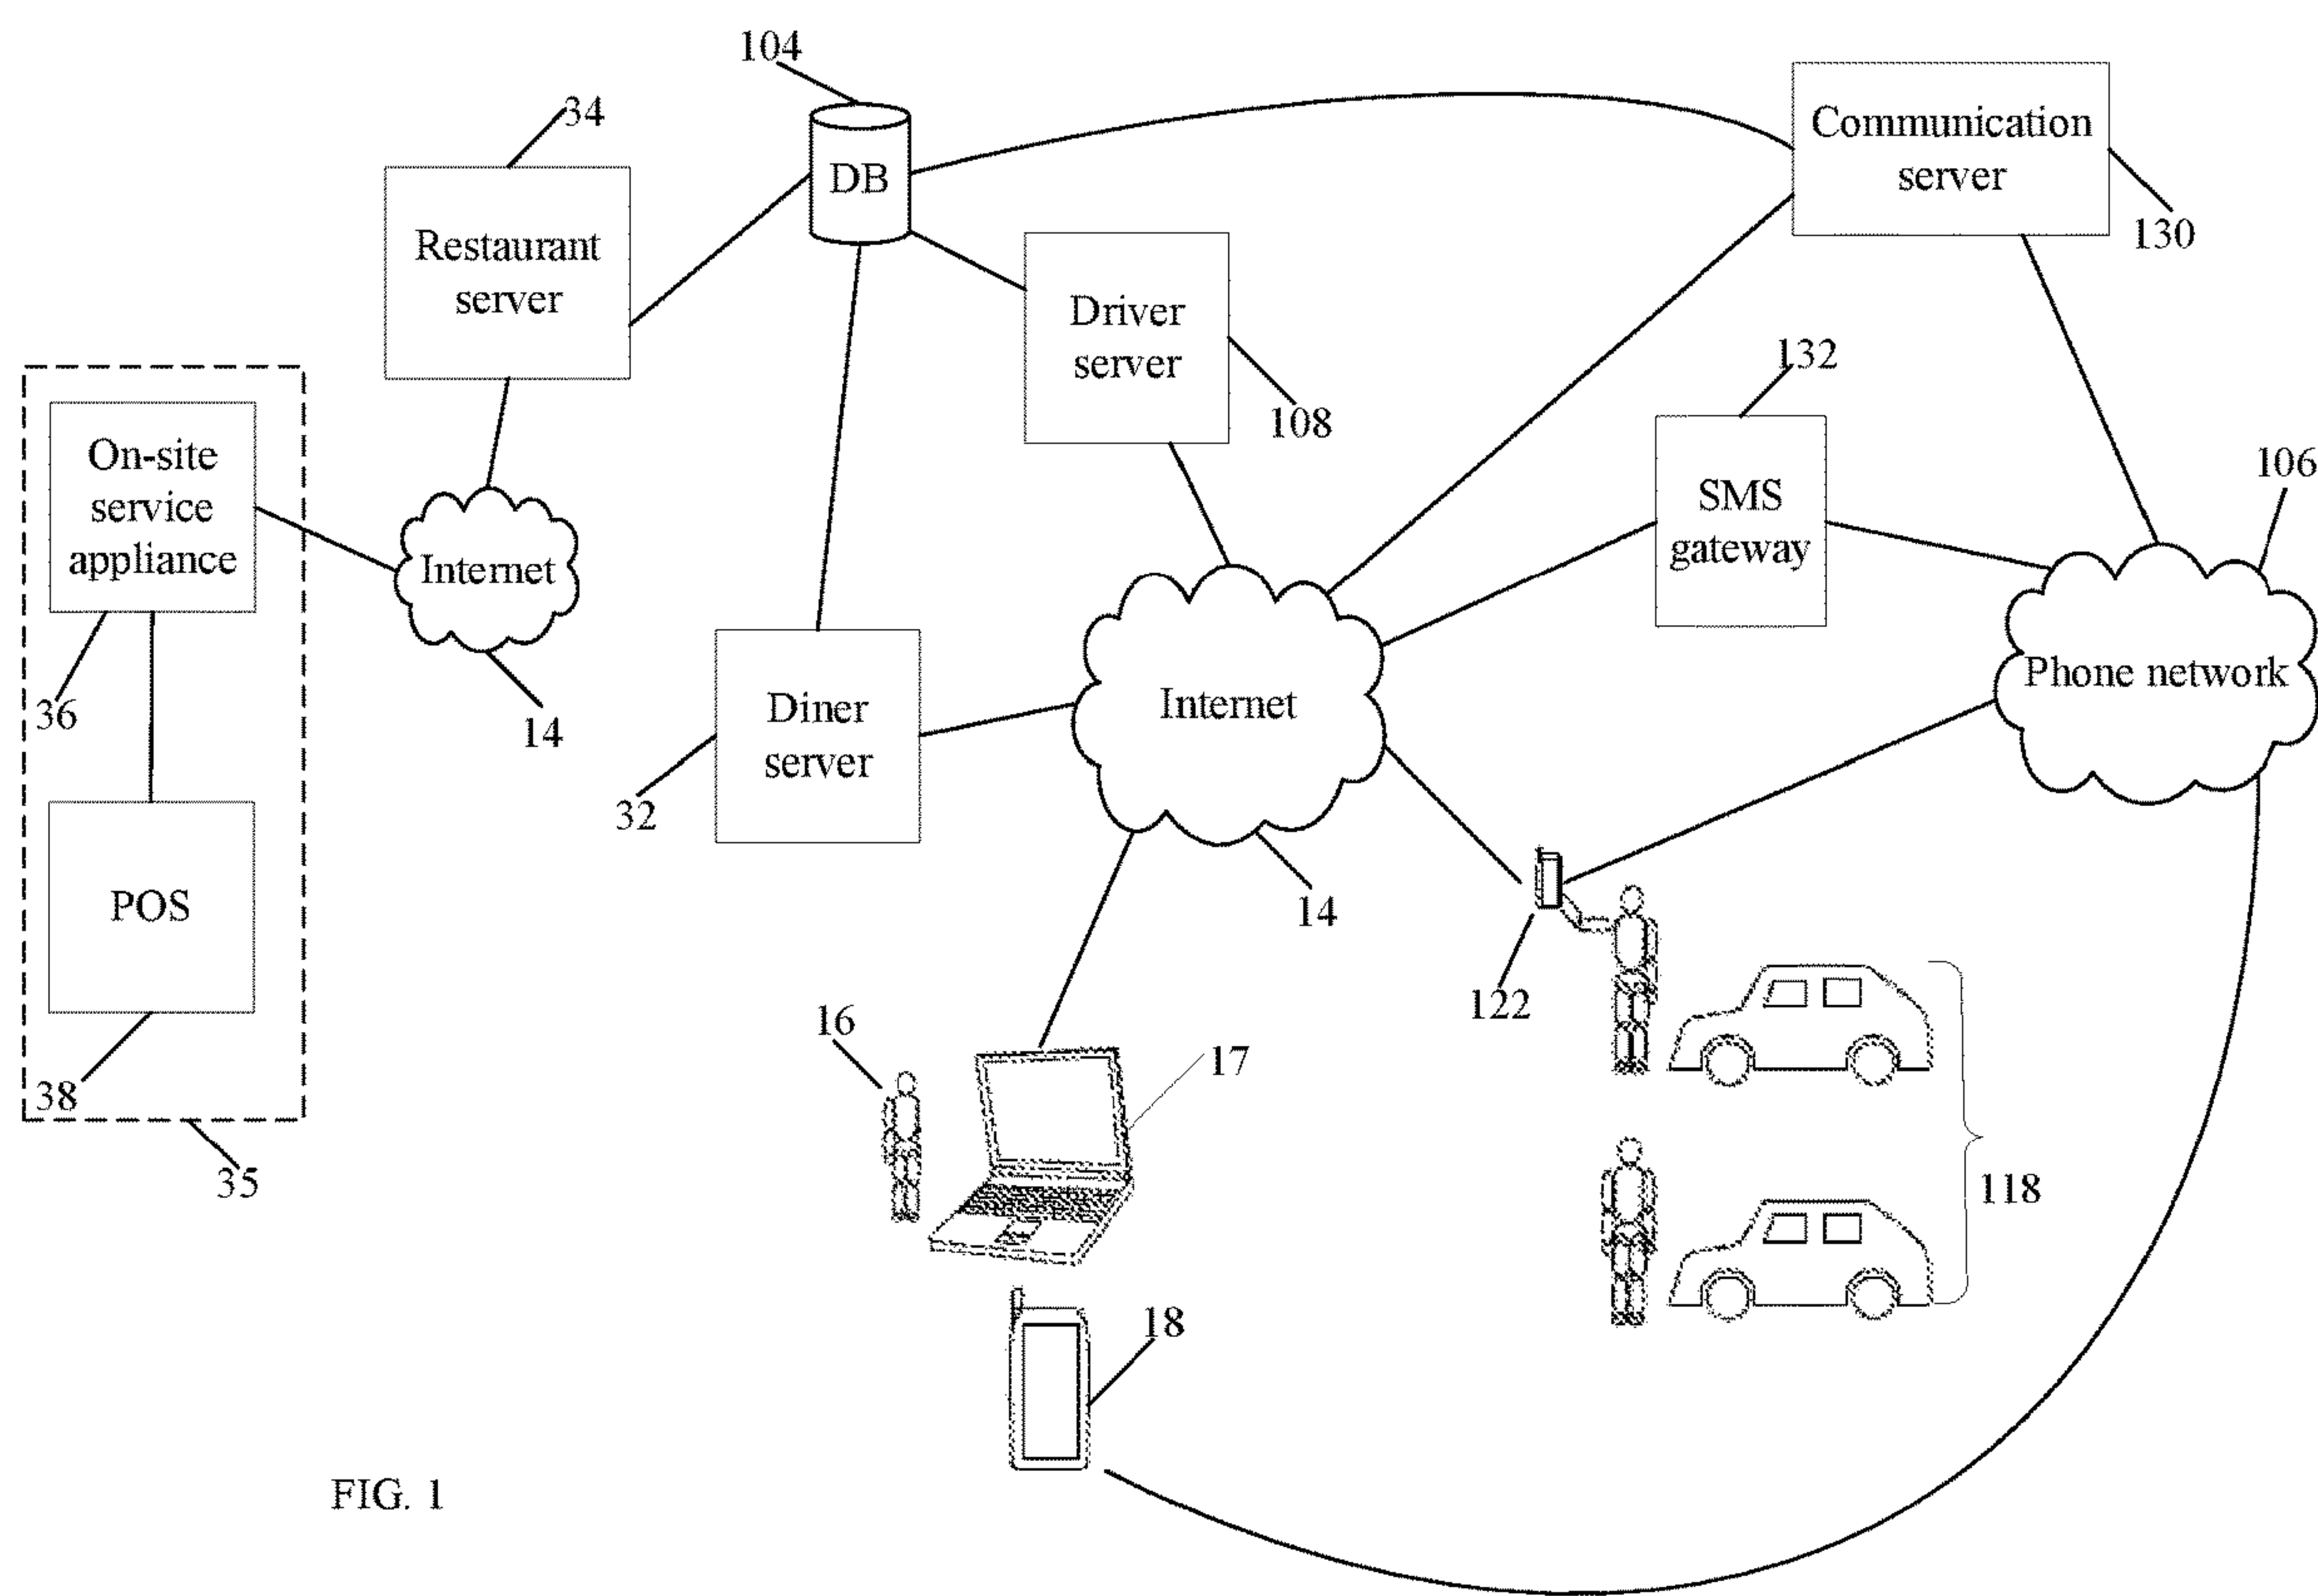 104
34
DB
Communication
server
130
Restaurant
server
Driver
server
108
132
SMS
gateway
106
On-site
service
appliance
36
Internet
14
Diner
server
32
Internet
14
Phone network
POS
38
35
122
16
17
118
18
FIG. 1